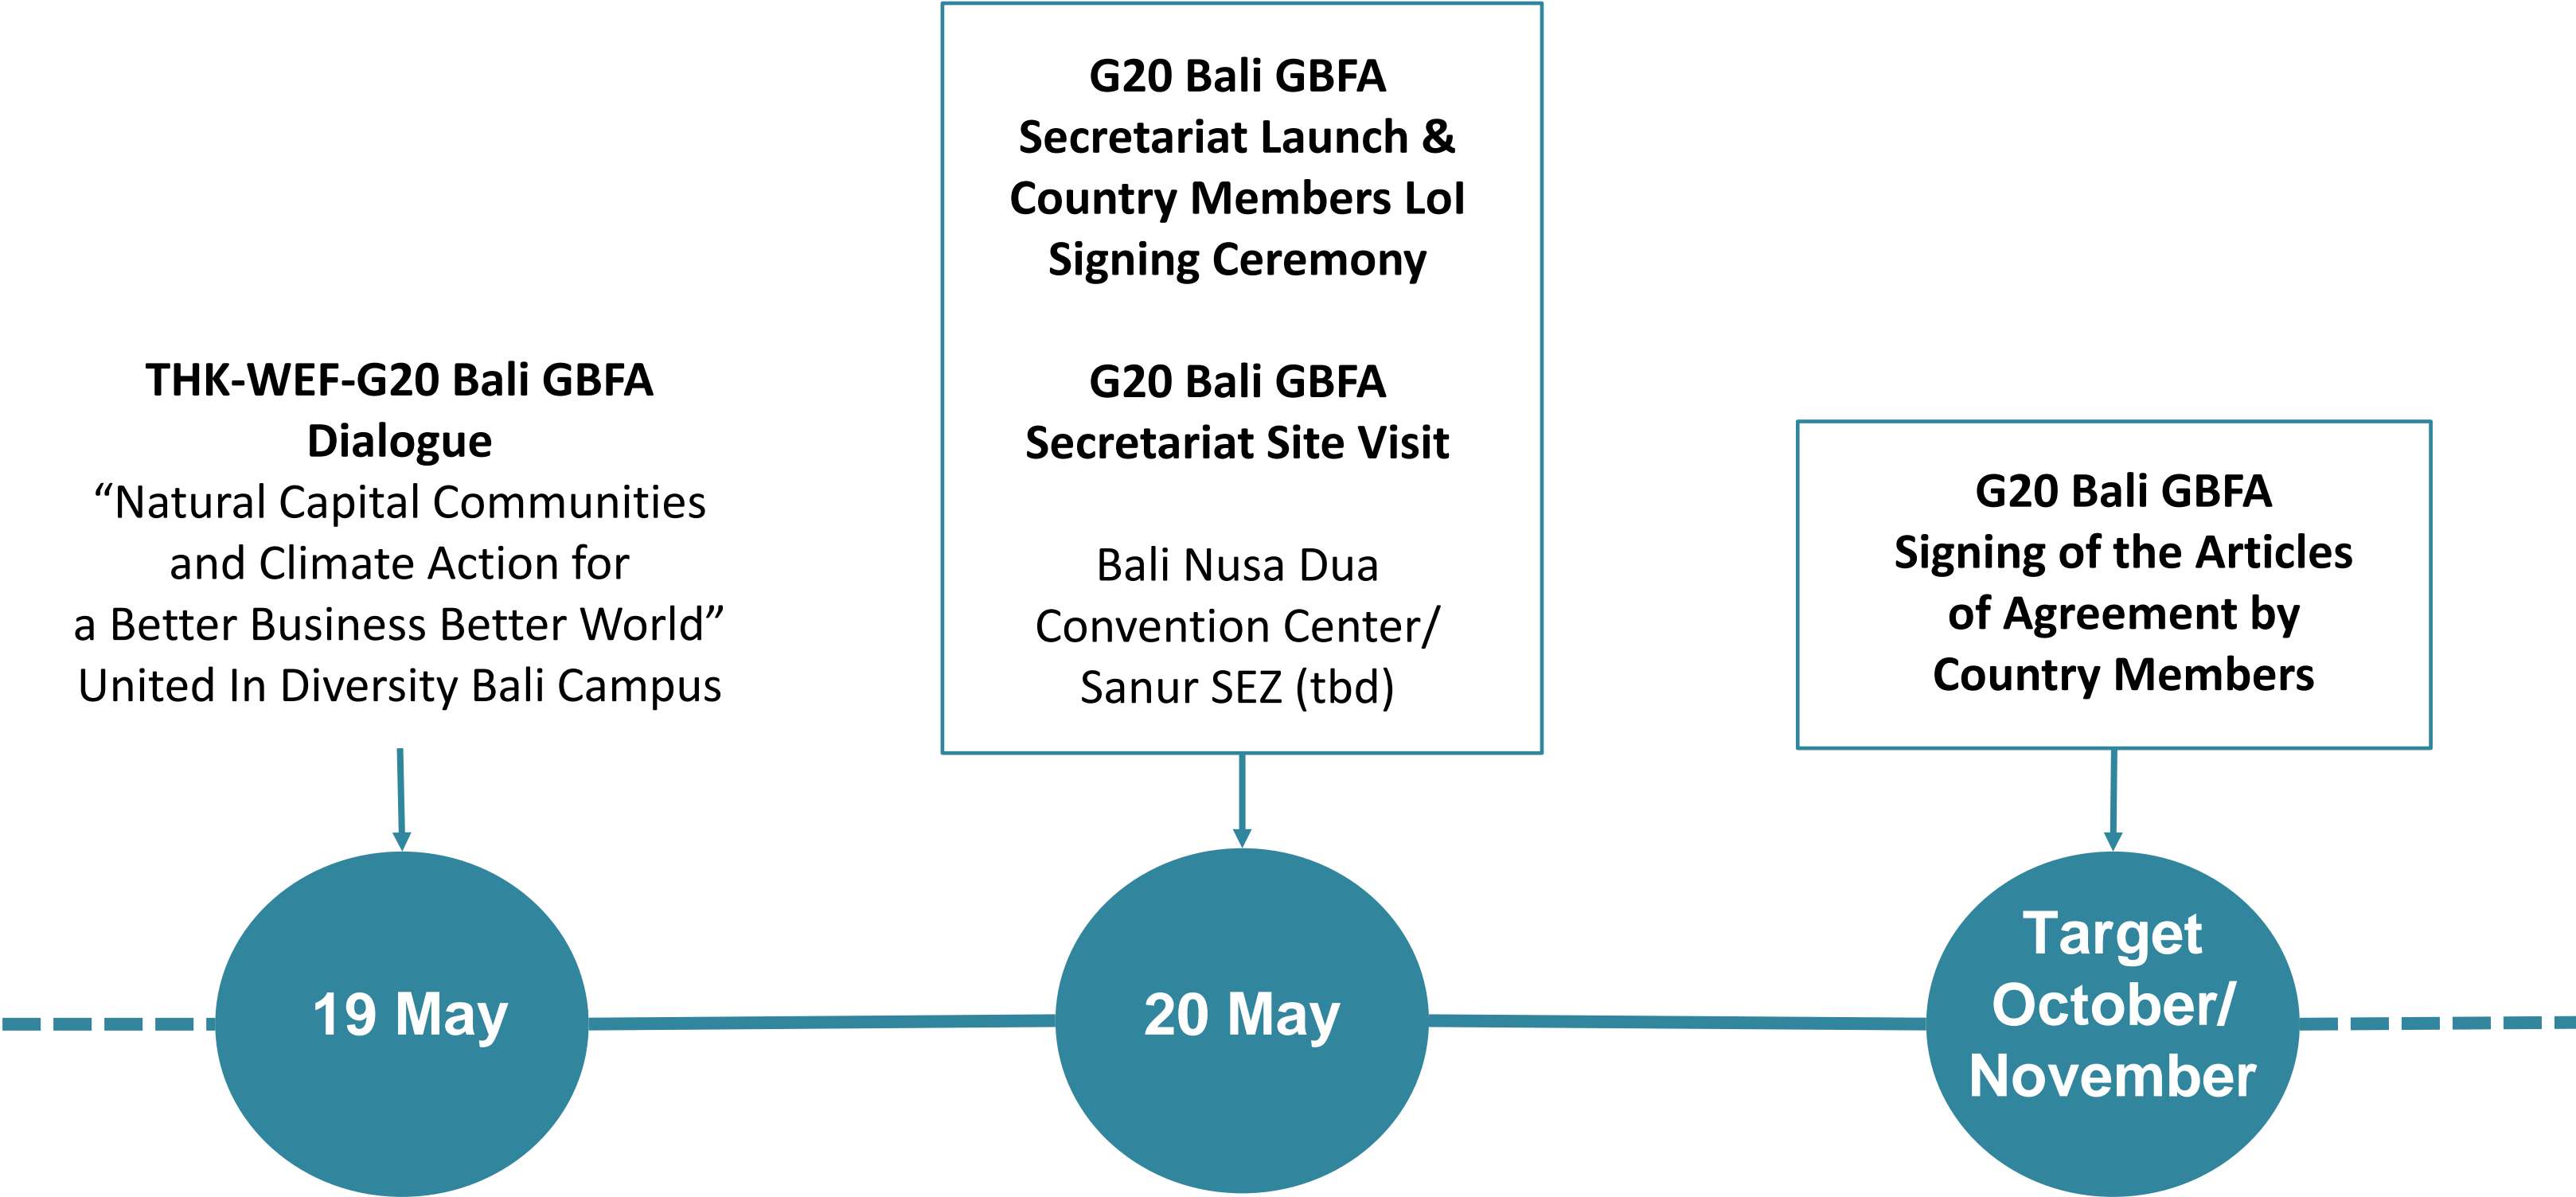 THK-WEF-G20 Bali GBFA
Dialogue
“Natural Capital Communities
and Climate Action for
a Better Business Better World”
United In Diversity Bali Campus
19 May
G20 Bali GBFA
Secretariat Launch &
Country Members LoI
Signing Ceremony
G20 Bali GBFA
Secretariat Site Visit
Bali Nusa Dua
Convention Center/
Sanur SEZ (tbd)
20 May
G20 Bali GBFA
Signing of the Articles
of Agreement by
Country Members
Target
October/
November